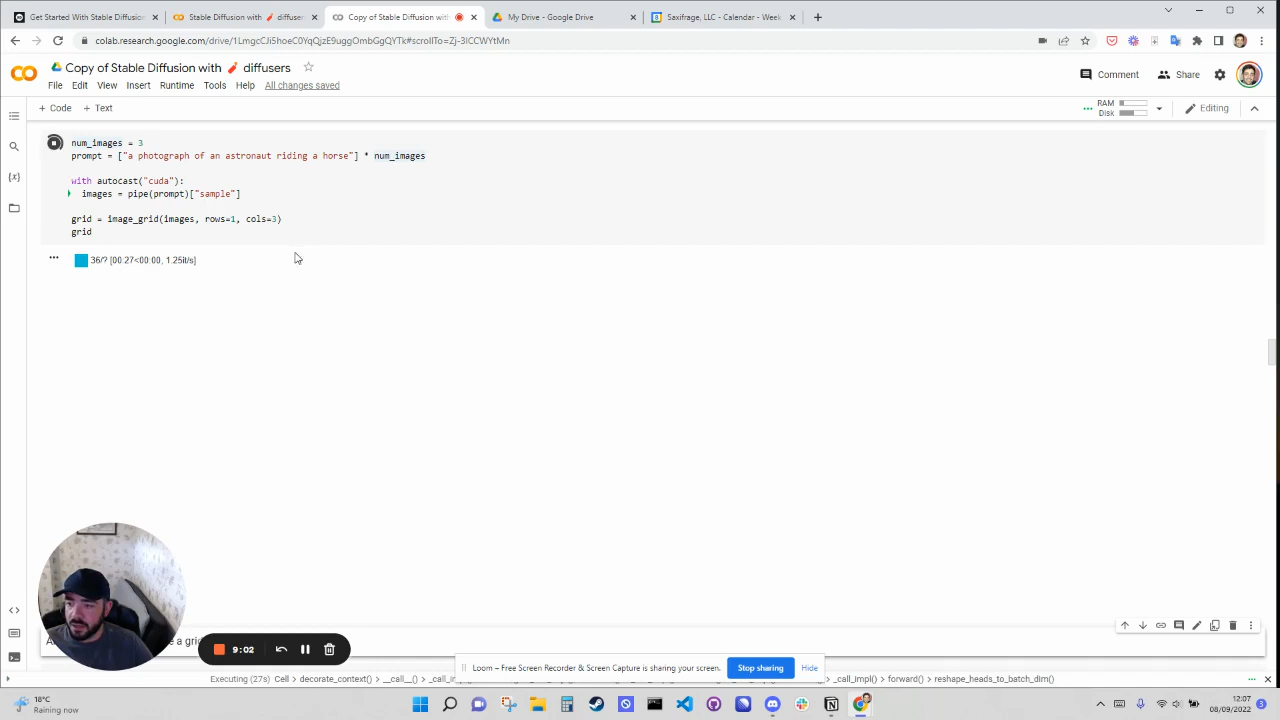 Get Started With Stable Diffusion
Stable Diffusion with diffuser
Copy of Stable Diffusion with
My Drive - Google Drive
Saxifrage, LLC - Calendar - Week
colab.research.google.com/drive/1LmgcCJi5hoeC0YqQjzE9uggOmbGgQYTk#scrollTo=Zj-3ICCWYtMn
Copy of Stable Diffusion with diffusers
File Edit View Insert Runtime Tools Help All changes saved
Comment Share
+ Code + Text
RAM
Disk
Editing
num_images = 3
prompt = ["a photograph of an astronaut riding a horse"] * num_images
with autocast("cuda"):
images = pipe(prompt)["sample"]
grid = image_grid(images, rows=1, cols=3)
grid
36/? [00:27<00:00, 1.25it/s]
e a grid
9:02
Loom – Free Screen Recorder & Screen Capture is sharing your screen.
Stop sharing
Hide
Executing (27s) Cell > decorate_context() > __call__() >
_call_impl() > forward() > reshape_heads_to_batch_dim()
18°C
Raining now
12:07
08/09/2022
3